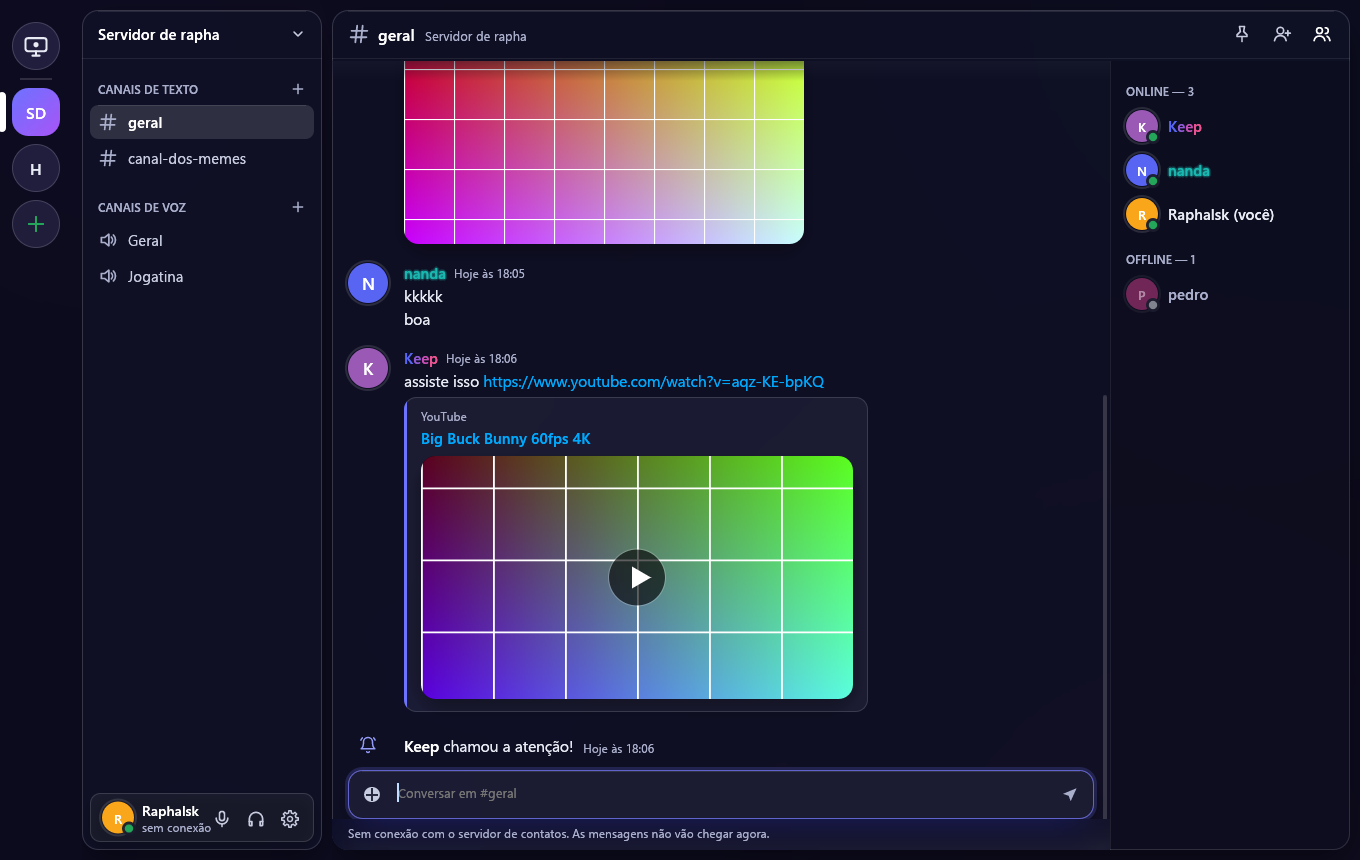 Servidor de rapha
SD
H
CANAIS DE TEXTO
geral
canal-dos-memes
CANAIS DE VOZ
Geral
Jogatina
R
Raphalsk
sem conexão
geral Servidor de rapha
N
nanda Hoje às 18:05
kkkkk
boa
K
Keep Hoje às 18:06
assiste isso https://www.youtube.com/watch?v=aqz-KE-bpKQ
YouTube
Big Buck Bunny 60fps 4K
Keep chamou a atenção! Hoje às 18:06
Conversar em #geral
Sem conexão com o servidor de contatos. As mensagens não vão chegar agora.
ONLINE — 3
K Keep
N nanda
R Raphalsk (você)
OFFLINE — 1
P pedro